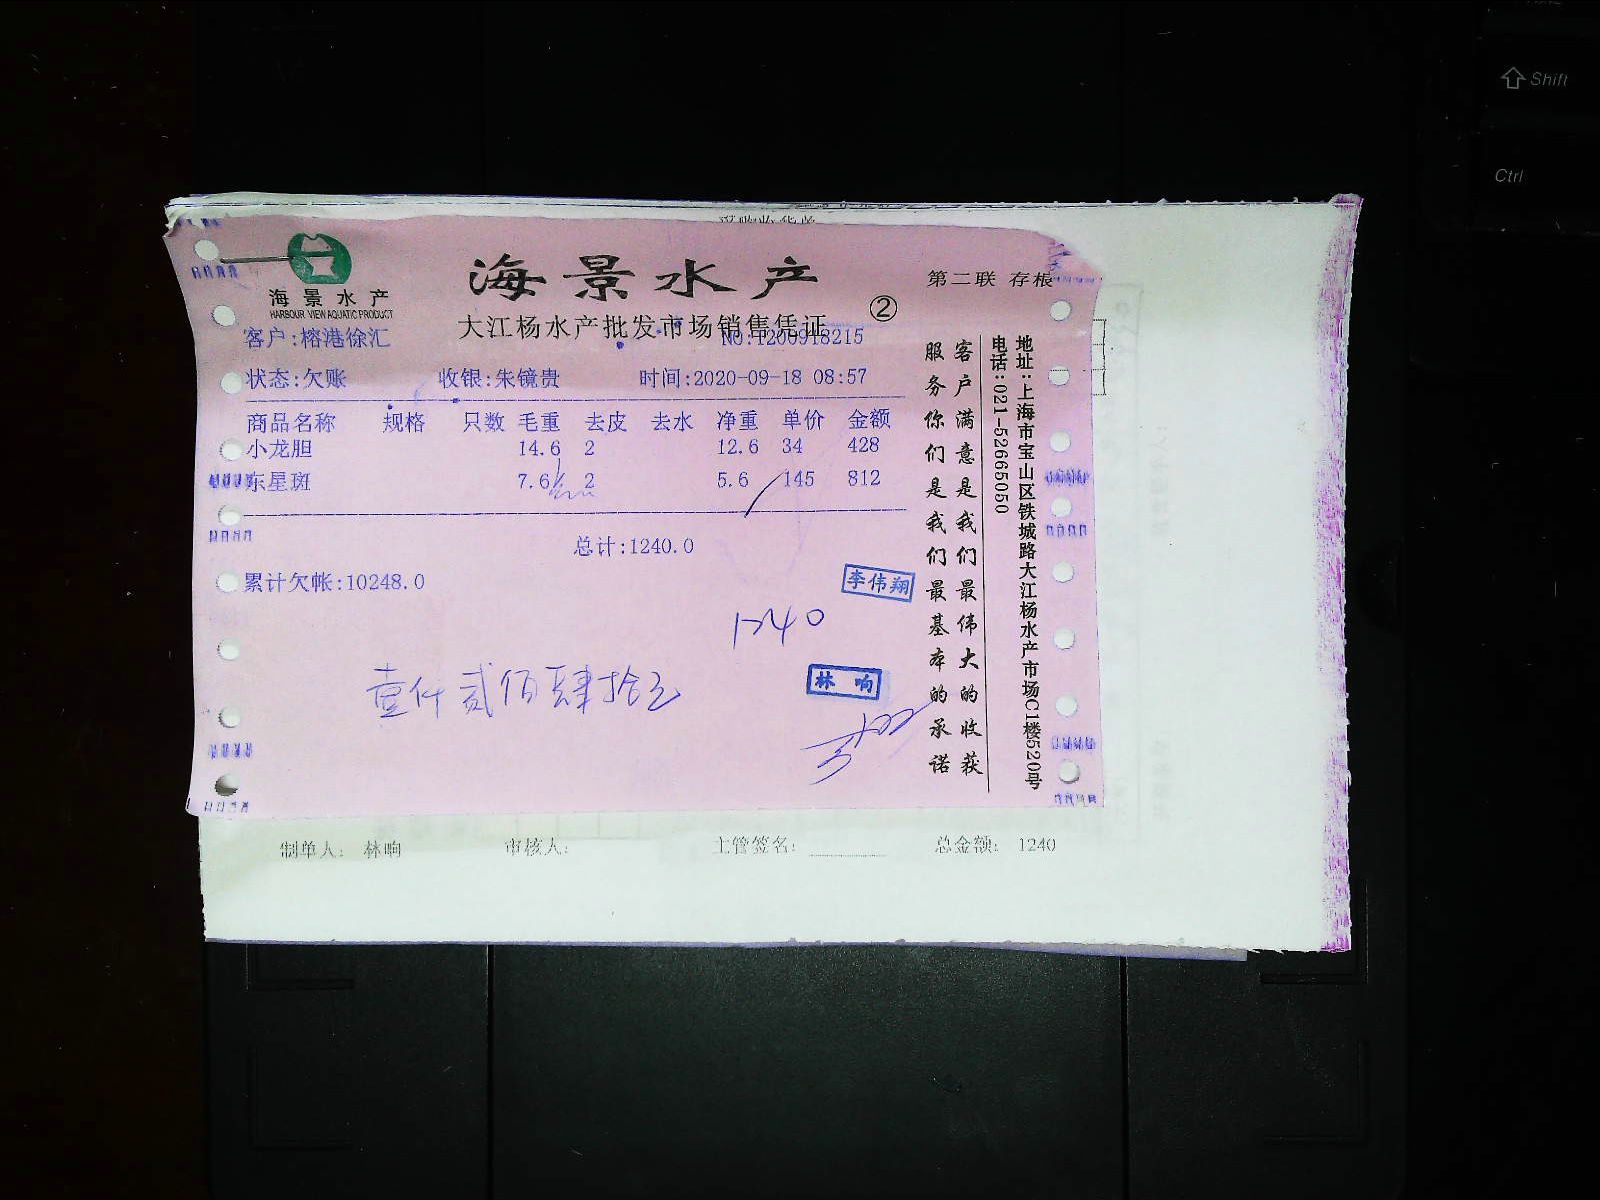 Shift
Ctrl
海景水产
HARBOUR VIEW AQUATIC PRODUCT
海景水产
第二联 存根
大江杨水产批发市场销售凭证 ②
客户:榕港徐汇 NO:1200918215
状态:欠账 收银:朱镜贵 时间:2020-09-18 08:57
商品名称 规格 只数 毛重 去皮 去水 净重 单价 金额
小龙胆 14.6 2 12.6 34 428
东星斑 7.6 2 5.6 145 812
总计:1240.0
累计欠帐:10248.0
李伟翔
1240
林响
壹仟贰佰肆拾元
客户满意是我们最伟大的收获
服务你们是我们最基本的承诺
地址:上海市宝山区铁城路大江杨水产市场C1楼520号
电话:021-52665050
制单人: 林响 审核人: 主管签名: 总金额: 1240